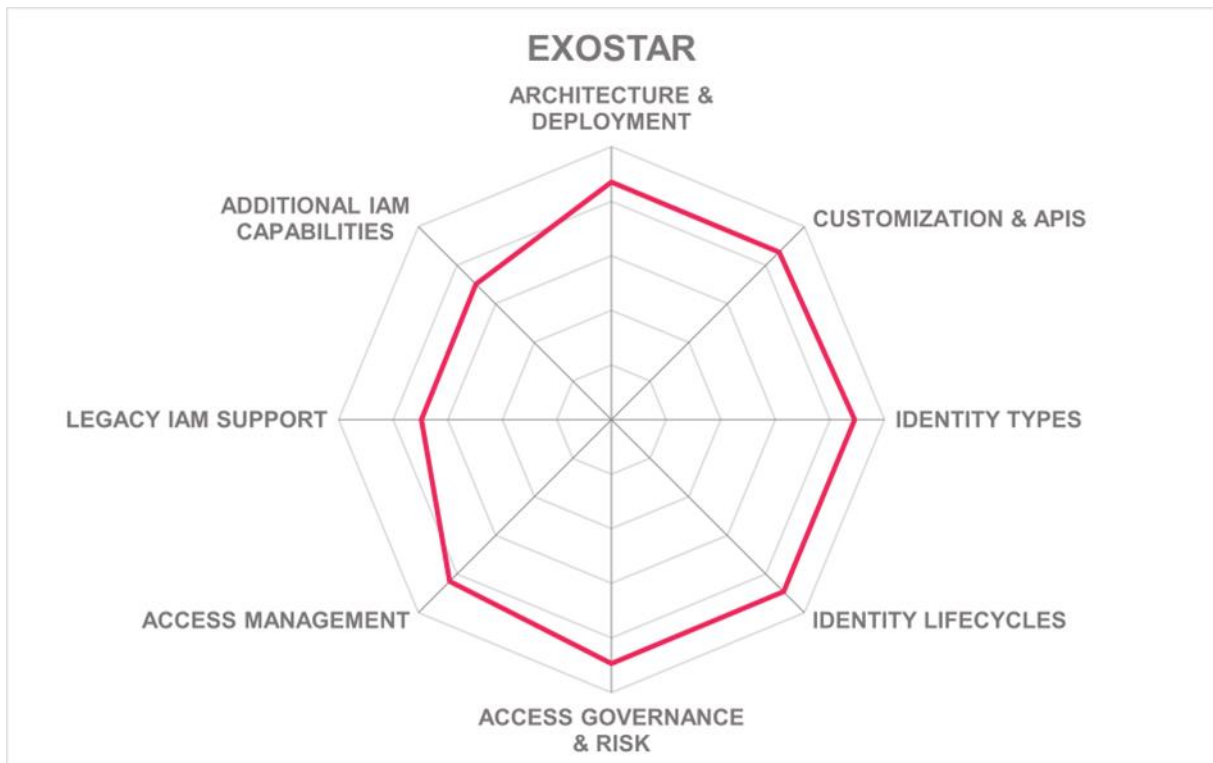 EXOSTAR
ARCHITECTURE &
DEPLOYMENT
ADDITIONAL IAM
CAPABILITIES
CUSTOMIZATION & APIS
LEGACY IAM SUPPORT
IDENTITY TYPES
ACCESS MANAGEMENT
IDENTITY LIFECYCLES
ACCESS GOVERNANCE
& RISK